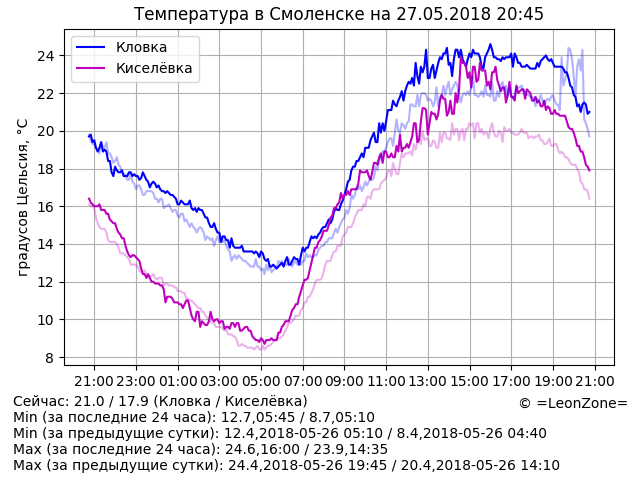 Температура в Смоленске на 27.05.2018 20:45
Кловка
Киселёвка
градусов Цельсия, °C
24
22
20
18
16
14
12
10
8
21:00 23:00 01:00 03:00 05:00 07:00 09:00 11:00 13:00 15:00 17:00 19:00 21:00
Сейчас: 21.0 / 17.9 (Кловка / Киселёвка)
© =LeonZone=
Min (за последние 24 часа): 12.7,05:45 / 8.7,05:10
Min (за предыдущие сутки): 12.4,2018-05-26 05:10 / 8.4,2018-05-26 04:40
Max (за последние 24 часа): 24.6,16:00 / 23.9,14:35
Max (за предыдущие сутки): 24.4,2018-05-26 19:45 / 20.4,2018-05-26 14:10